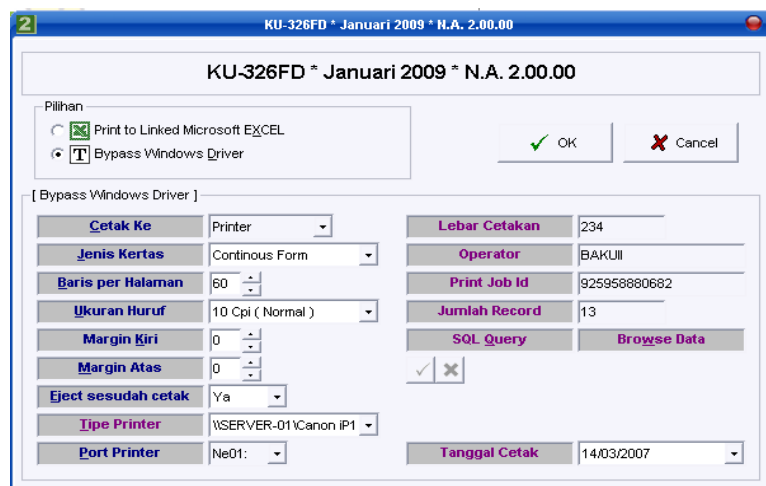 2 KU-326FD * Januari 2009 * N.A. 2.00.00
KU-326FD * Januari 2009 * N.A. 2.00.00
Pilihan
Print to Linked Microsoft EXCEL
T Bypass Windows Driver
OK
Cancel
[ Bypass Windows Driver ]
Cetak Ke Printer Lebar Cetakan 234
Jenis Kertas Continous Form Operator BAKUII
Baris per Halaman 60 Print Job Id 925958880682
Ukuran Huruf 10 Cpi ( Normal ) Jumlah Record 13
Margin Kiri 0 SQL Query Browse Data
Margin Atas 0
Eject sesudah cetak Ya
Tipe Printer \\SERVER-01\Canon iP1
Port Printer Ne01: Tanggal Cetak 14/03/2007